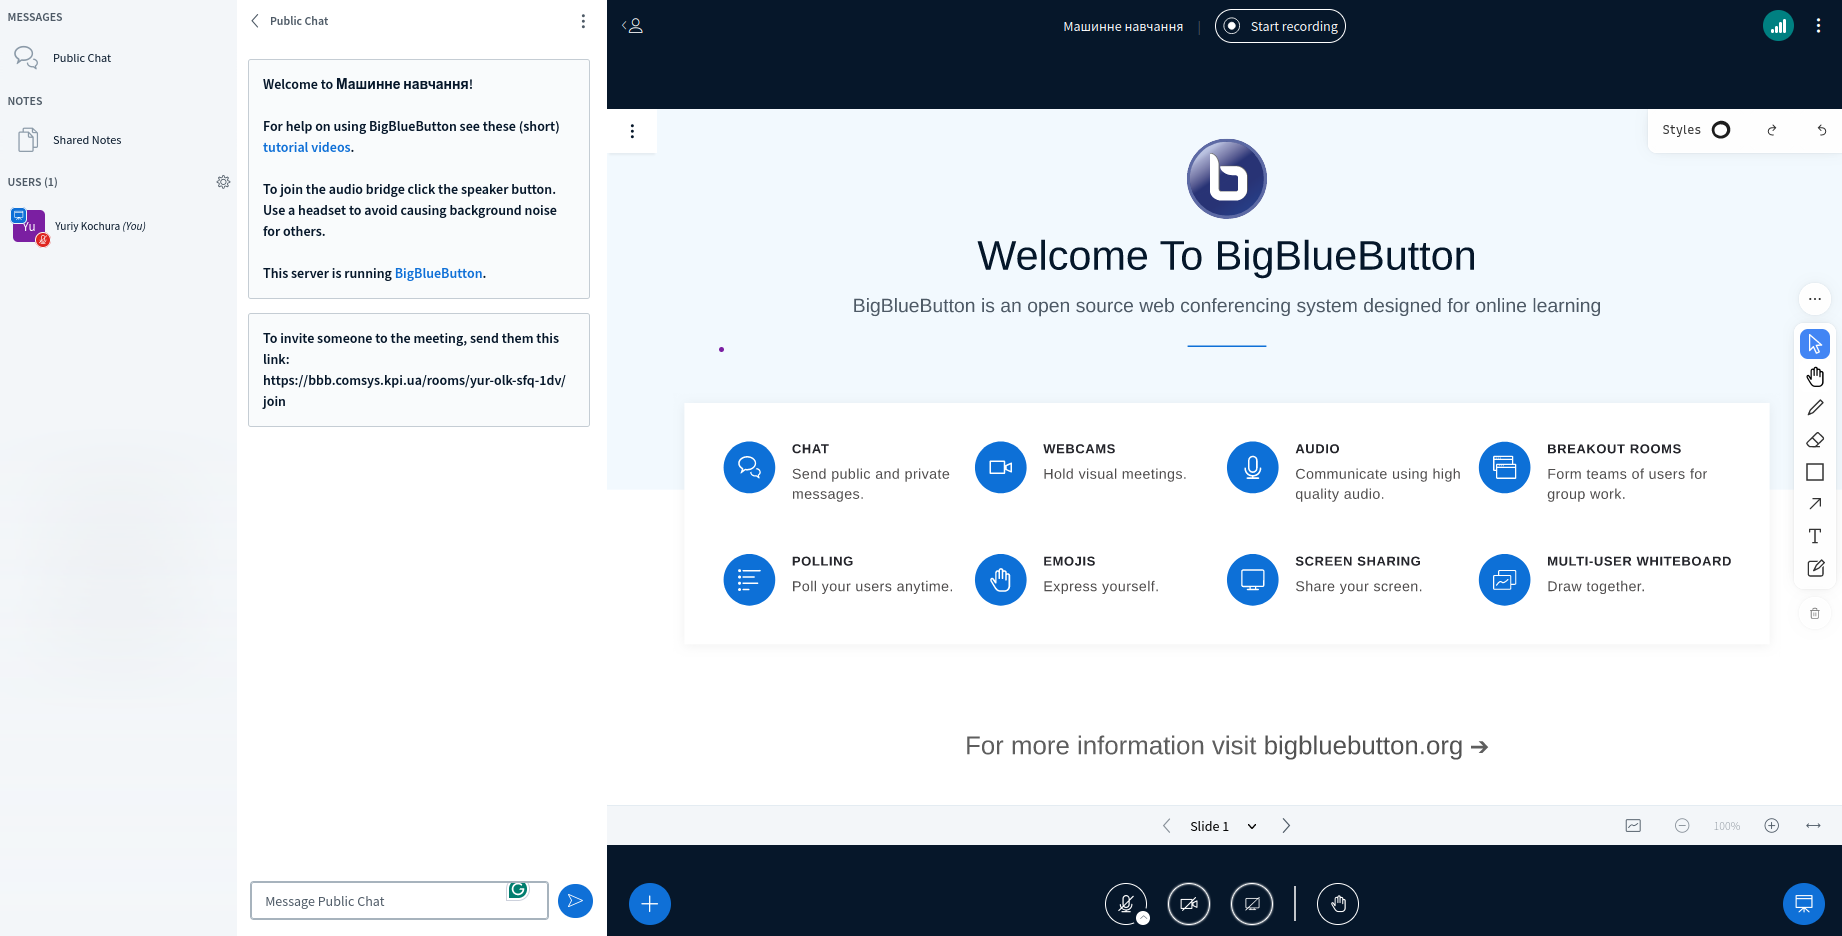 MESSAGES
Public Chat
NOTES
Shared Notes
USERS (1)
Yu
Yuriy Kochura (You)
Public Chat
Welcome to Машинне навчання!
For help on using BigBlueButton see these (short)
tutorial videos.
To join the audio bridge click the speaker button.
Use a headset to avoid causing background noise
for others.
This server is running BigBlueButton.
To invite someone to the meeting, send them this
link:
https://bbb.comsys.kpi.ua/rooms/yur-olk-sfq-1dv/
join
Message Public Chat
Машинне навчання
Start recording
Styles
Welcome To BigBlueButton
BigBlueButton is an open source web conferencing system designed for online learning
CHAT
Send public and private
messages.
WEBCAMS
Hold visual meetings.
AUDIO
Communicate using high
quality audio.
BREAKOUT ROOMS
Form teams of users for
group work.
POLLING
Poll your users anytime.
EMOJIS
Express yourself.
SCREEN SHARING
Share your screen.
MULTI-USER WHITEBOARD
Draw together.
For more information visit bigbluebutton.org ➔
Slide 1
100%